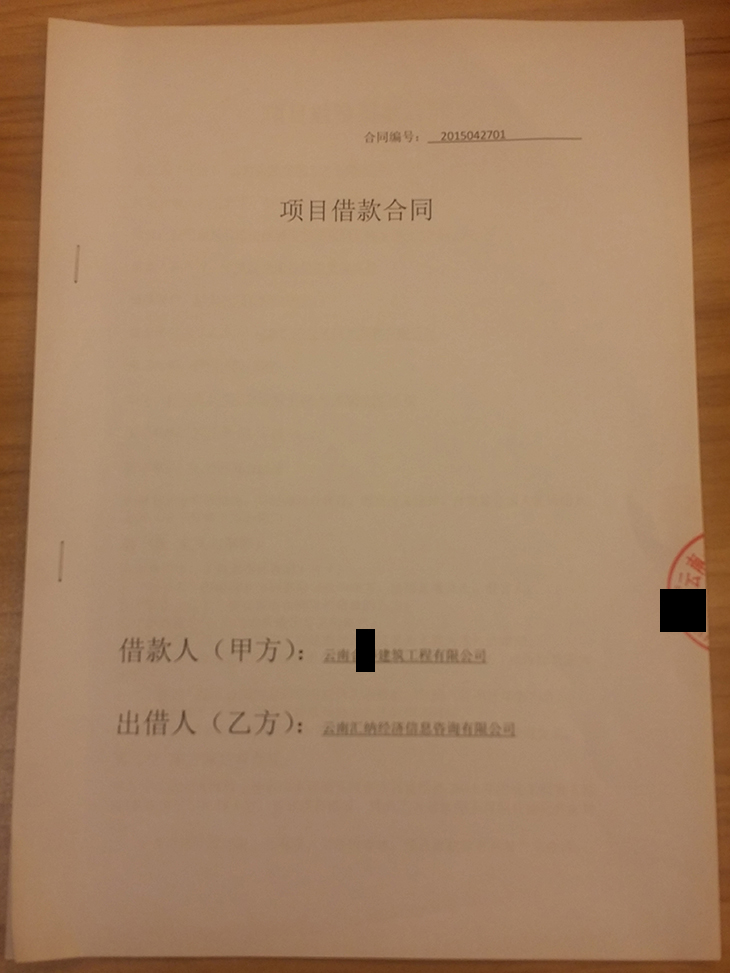 合同编号：2015042701
项目借款合同
云南
借款人（甲方）：云南建筑工程有限公司
出借人（乙方）：云南汇纳经济信息咨询有限公司